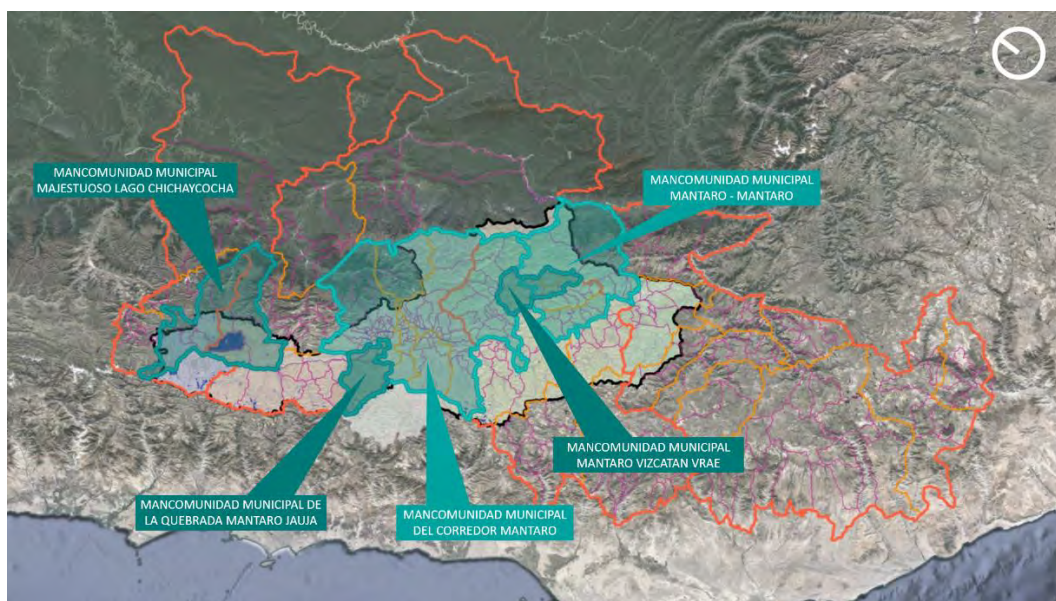 MANCOMUNIDAD MUNICIPAL
MAJESTUOSO LAGO CHICHAYCOCHA
MANCOMUNIDAD MUNICIPAL
MANTARO - MANTARO
MANCOMUNIDAD MUNICIPAL
MANTARO VIZCATAN VRAE
MANCOMUNIDAD MUNICIPAL DE
LA QUEBRADA MANTARO JAUJA
MANCOMUNIDAD MUNICIPAL
DEL CORREDOR MANTARO